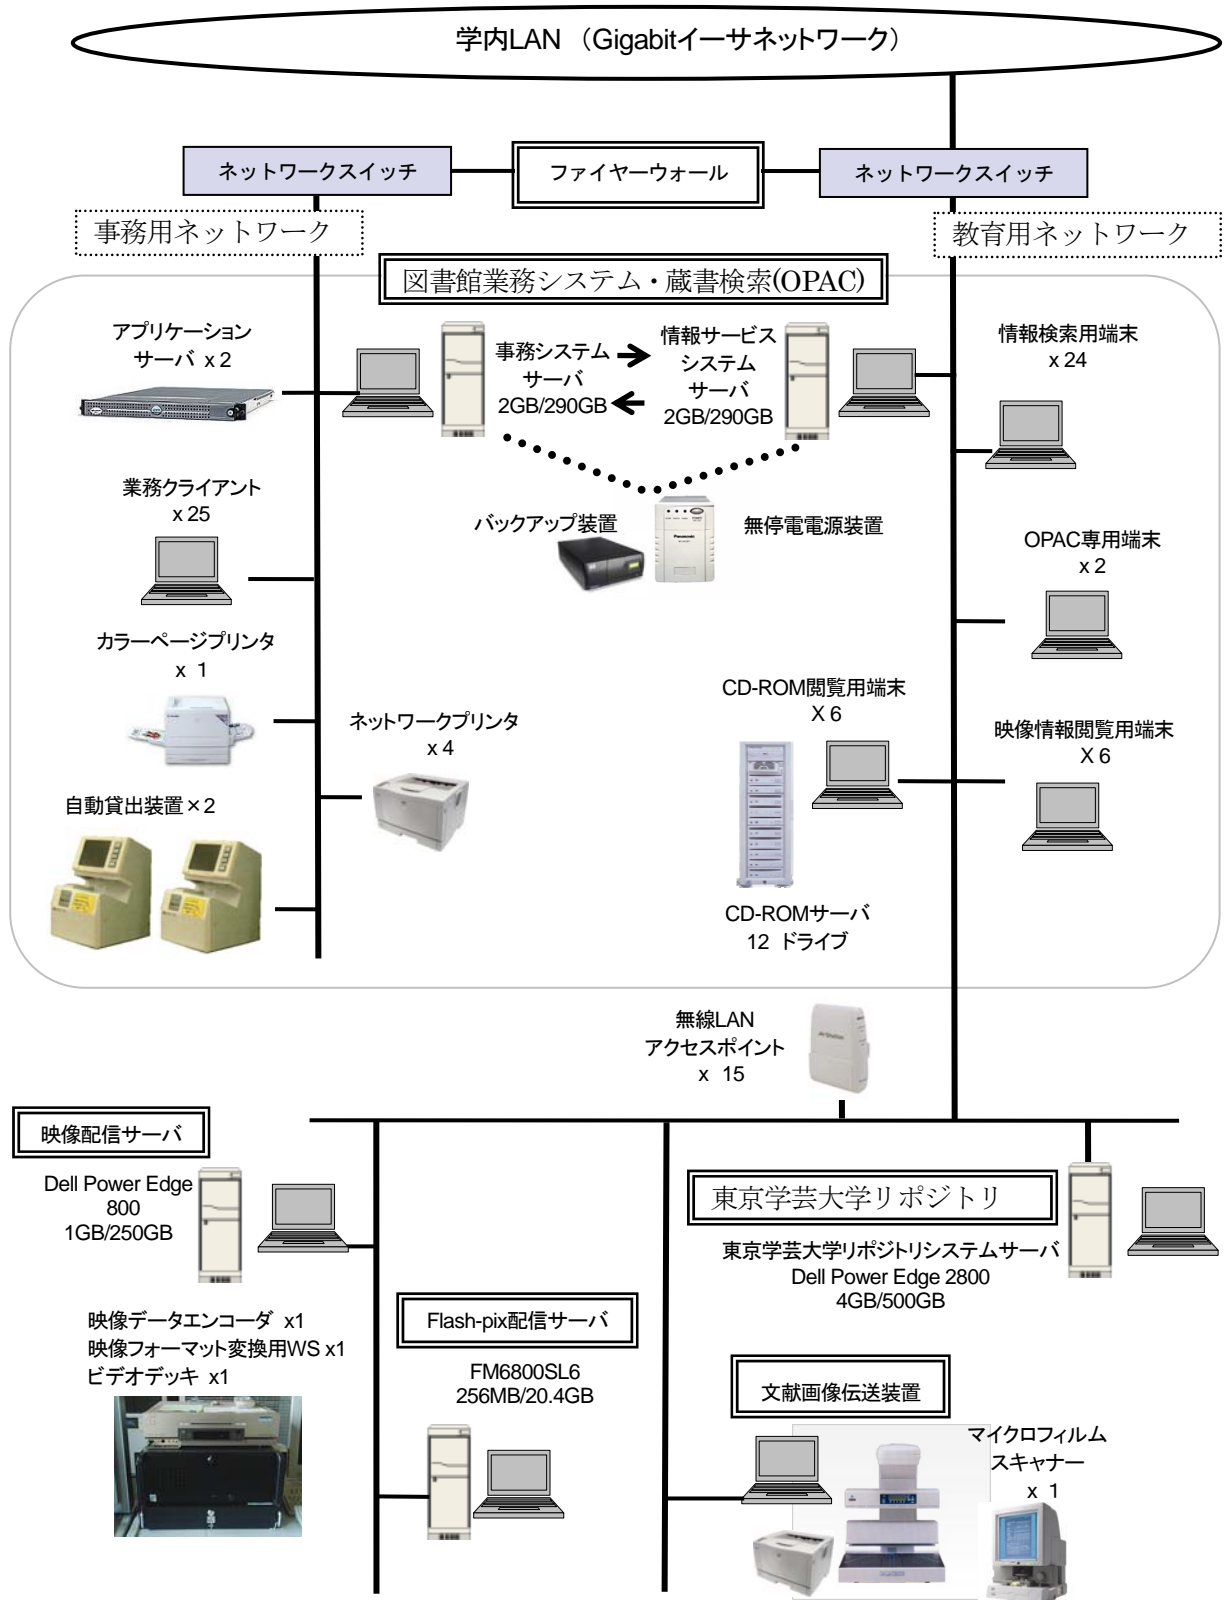 学内LAN （Gigabitイーサネットワーク）
ネットワークスイッチ
ファイヤーウォール
ネットワークスイッチ
事務用ネットワーク
教育用ネットワーク
図書館業務システム・蔵書検索(OPAC)
アプリケーション
サーバ x 2
事務システム
サーバ
2GB/290GB
情報サービス
システム
サーバ
2GB/290GB
情報検索用端末
x 24
業務クライアント
x 25
バックアップ装置
Panasonic
無停電電源装置
OPAC専用端末
x 2
カラーページプリンタ
x 1
ネットワークプリンタ
x 4
CD-ROM閲覧用端末
X 6
映像情報閲覧用端末
X 6
自動貸出装置×2
CD-ROMサーバ
12 ドライブ
無線LAN
アクセスポイント
x 15
映像配信サーバ
Dell Power Edge
800
1GB/250GB
東京学芸大学リポジトリ
東京学芸大学リポジトリシステムサーバ
Dell Power Edge 2800
4GB/500GB
映像データエンコーダ x1
映像フォーマット変換用WS x1
ビデオデッキ x1
Flash-pix配信サーバ
FM6800SL6
256MB/20.4GB
文献画像伝送装置
マイクロフィルム
スキャナー
x 1